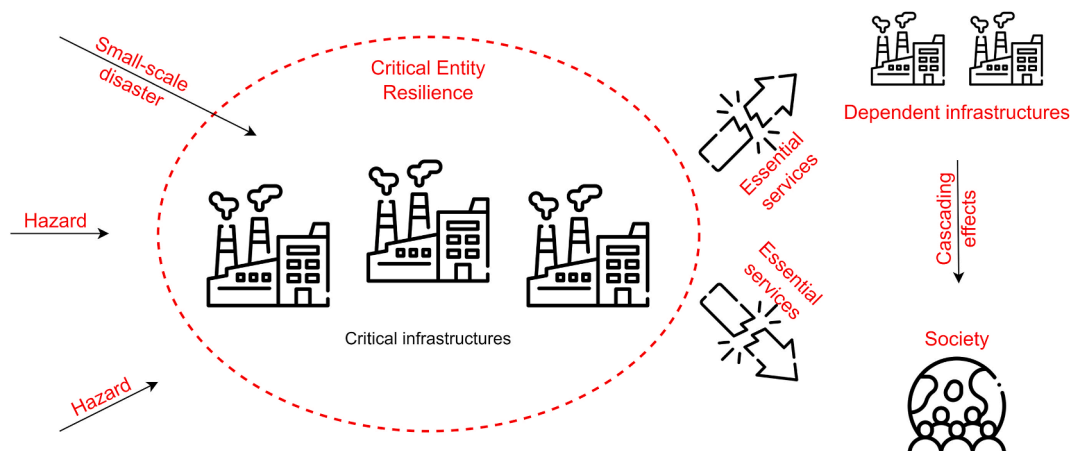 Small-scale
disaster
Critical Entity
Resilience
Dependent infrastructures
Essential
services
Hazard
Cascading
effects
Essential
services
Critical infrastructures
Society
Hazard